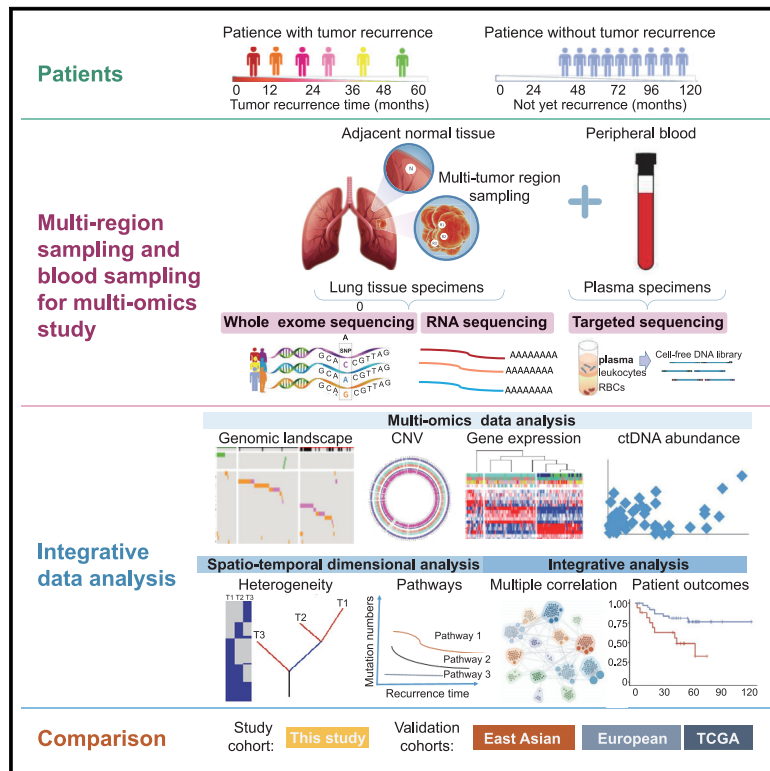 Patients
Patience with tumor recurrence
0 12 24 36 48 60
Tumor recurrence time (months)
Patience without tumor recurrence
0 24 48 72 96 120
Not yet recurrence (months)
Multi-region
sampling and
blood sampling
for multi-omics
study
Adjacent normal tissue
N
Multi-tumor region
sampling
Peripheral blood
Lung tissue specimens
0
Plasma specimens
Whole exome sequencing
RNA sequencing
Targeted sequencing
A
SNP
GCA C CGTTAG
GCA A CGTTAG
GCA G CGTTAG
AAAAAAAA
AAAAAAAA
AAAAAAAA
plasma
leukocytes
RBCs
Cell-free DNA library
Integrative
data analysis
Multi-omics data analysis
Genomic landscape
CNV
Gene expression
ctDNA abundance
Spatio-temporal dimensional analysis
Integrative analysis
Heterogeneity
T1 T2 T3
T3
T2
T1
Pathways
Mutation numbers
Pathway 1
Pathway 2
Pathway 3
Recurrence time
Multiple correlation
Patient outcomes
1.00
0.75
0.50
0.25
0
0 30 60 90 120
Comparison
Study
cohort:
This study
Validation
cohorts:
East Asian
European
TCGA